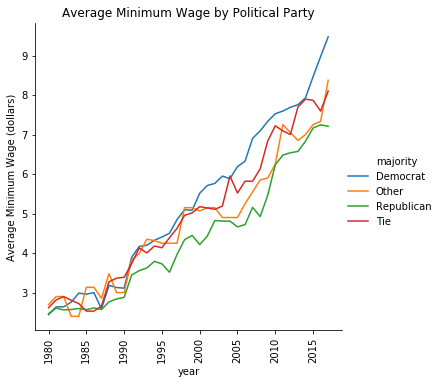 Average Minimum Wage by Political Party
Average Minimum Wage (dollars)
9
8
7
6
5
4
3
1980
1985
1990
1995
2000
2005
2010
2015
year
majority
Democrat
Other
Republican
Tie